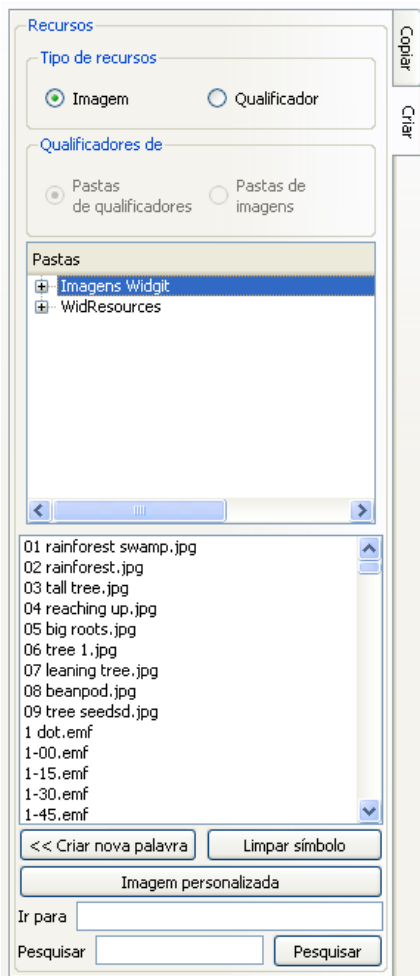 Recursos
Tipo de recursos
Imagem Qualificador
Qualificadores de
Pastas de qualificadores
Pastas de imagens
Pastas
Imagens Widgit
WidResources
01 rainforest swamp.jpg
02 rainforest.jpg
03 tall tree.jpg
04 reaching up.jpg
05 big roots.jpg
06 tree 1.jpg
07 leaning tree.jpg
08 beanpod.jpg
09 tree seedsd.jpg
1 dot.emf
1-00.emf
1-15.emf
1-30.emf
1-45.emf
<< Criar nova palavra Limpar símbolo
Imagem personalizada
Ir para
Pesquisar Pesquisar
Copiar
Criar